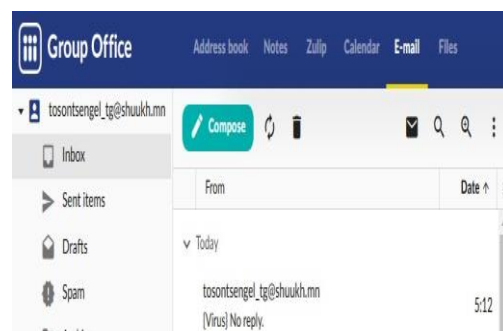 Group Office
Address book Notes Zulip Calendar E-mail Files
tosontsengel_tg@shuukh.mn
Compose
Inbox
From Date ↑
Sent items
Drafts
Today
Spam
tosontsengel_tg@shuukh.mn
5:12
{Virus} No reply.